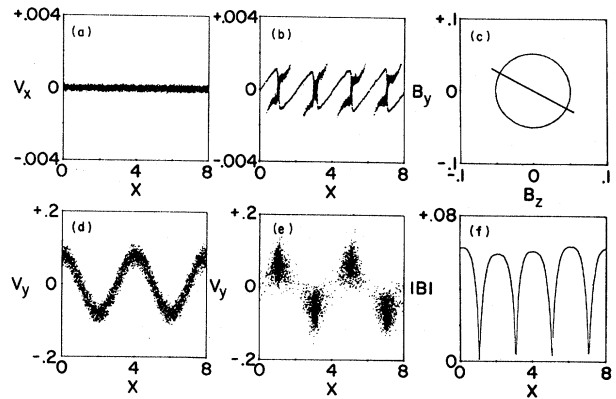 +.004 (a) +.004 (b) +.1 (c)
Vx 0 0 By 0
-.004 -.004 -.1
0 4 8 0 4 8 -.1 0 .1
X X Bz
+.2 (d) +.2 (e) +.08 (f)
Vy 0 Vy 0 |B|
-.2 -.2 0
0 4 8 0 4 8 0 4 8
X X X